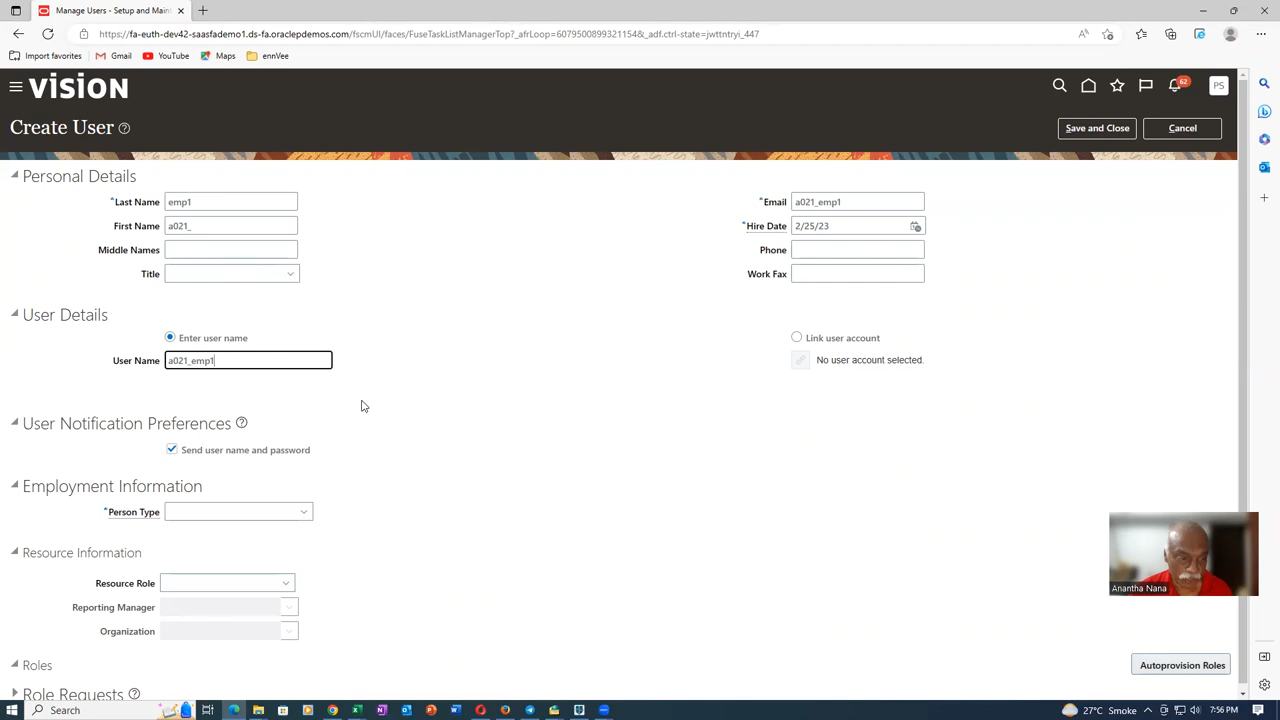 Manage Users - Setup and Main
https://fa-euth-dev42-saasfademo1.ds-fa.oraclepdemos.com/fscmUI/faces/FuseTaskListManagerTop?_afrLoop=6079500899321154&_adf.ctrl-state=jwttntryi_447
Import favorites Gmail YouTube Maps ennVee
VISION
62
PS
Create User
Save and Close Cancel
Personal Details
*Last Name emp1
*Email a021_emp1
First Name a021_
*Hire Date 2/25/23
Middle Names
Phone
Title
Work Fax
User Details
Enter user name
Link user account
User Name a021_emp1
No user account selected.
User Notification Preferences
Send user name and password
Employment Information
*Person Type
Resource Information
Resource Role
Reporting Manager
Organization
Anantha Nana
Roles
Autoprovision Roles
Role Requests
Search
27°C Smoke
7:56 PM